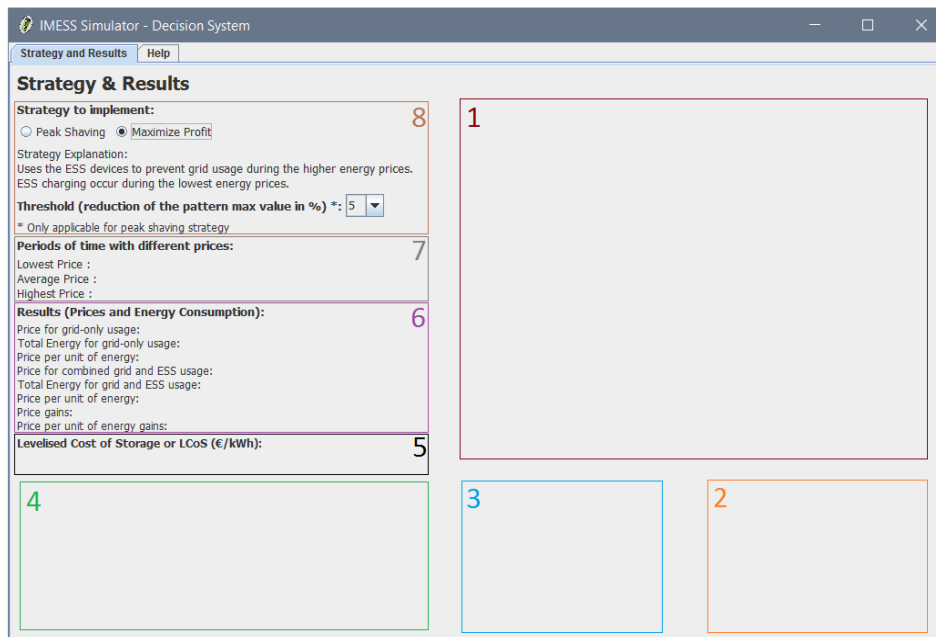 IMESS Simulator - Decision System
Strategy and Results Help
Strategy & Results
Strategy to implement:
8
Peak Shaving Maximize Profit
Strategy Explanation:
Uses the ESS devices to prevent grid usage during the higher energy prices.
ESS charging occur during the lowest energy prices.
Threshold (reduction of the pattern max value in %) *: 5
* Only applicable for peak shaving strategy
Periods of time with different prices:
7
Lowest Price :
Average Price :
Highest Price :
Results (Prices and Energy Consumption):
6
Price for grid-only usage:
Total Energy for grid-only usage:
Price per unit of energy:
Price for combined grid and ESS usage:
Total Energy for grid and ESS usage:
Price per unit of energy:
Price gains:
Price per unit of energy gains:
Levelised Cost of Storage or LCoS (€/kWh):
5
1
4
3
2